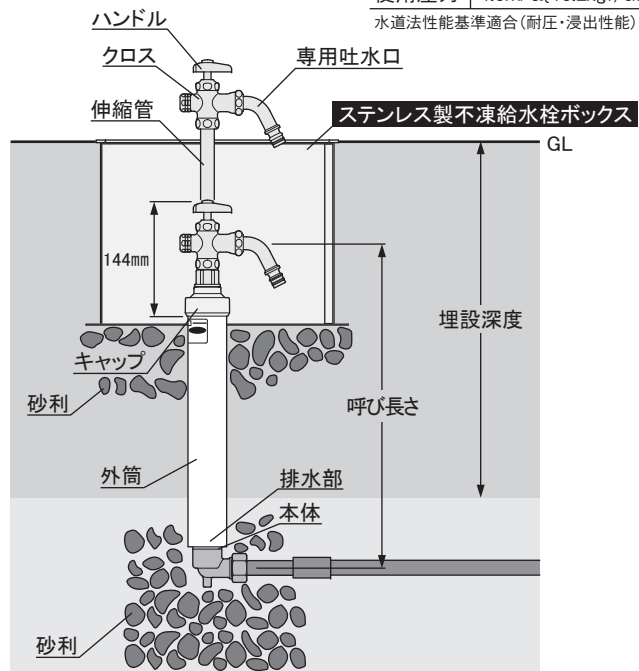 水道法性能基準適合(耐圧・浸出性能)
ハンドル
クロス
専用吐水口
伸縮管
ステンレス製不凍給水栓ボックス
GL
144mm
埋設深度
キャップ
呼び長さ
砂利
外筒
排水部
本体
砂利